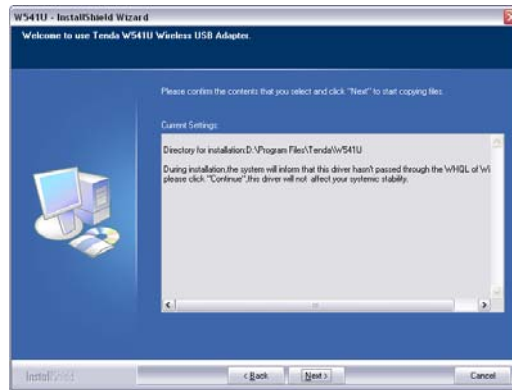 W541U - InstallShield Wizard
Welcome to use Tenda W541U Wireless USB Adapter.
Please confirm the contents that you select and click "Next" to start copying files.
Current Settings:
Directory for installation:D:\Program Files\Tenda\W541U
During installation,the system will inform that this driver hasn't passed through the WHQL of Wi
please click "Continue",this driver will not affect your systemic stability.
InstallShield
< Back
Next >
Cancel